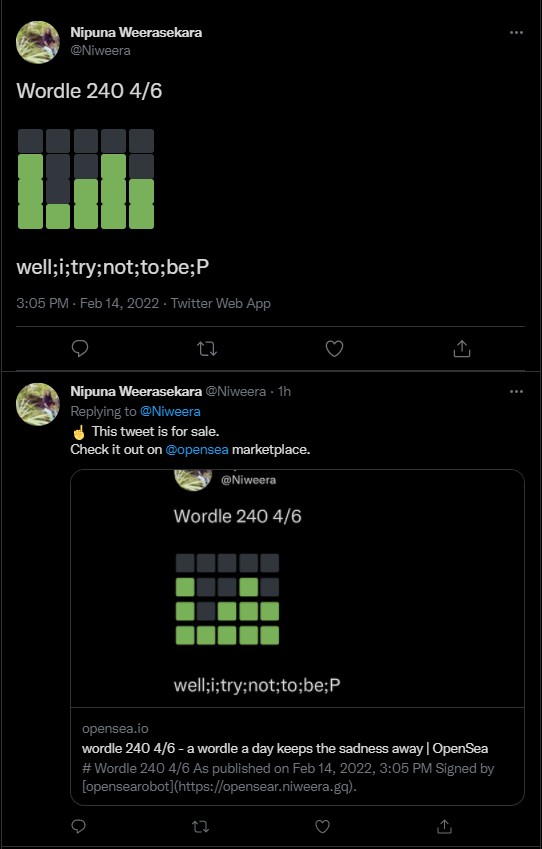 Nipuna Weerasekara
@Niweera
Wordle 240 4/6
well;i;try;not;to;be;P
3:05 PM · Feb 14, 2022 · Twitter Web App
Nipuna Weerasekara @Niweera · 1h
Replying to @Niweera
☝ This tweet is for sale.
Check it out on @opensea marketplace.
@Niweera
Wordle 240 4/6
well;i;try;not;to;be;P
opensea.io
wordle 240 4/6 - a wordle a day keeps the sadness away | OpenSea
# Wordle 240 4/6 As published on Feb 14, 2022, 3:05 PM Signed by
[opensearobot](https://opensear.niweera.gq).